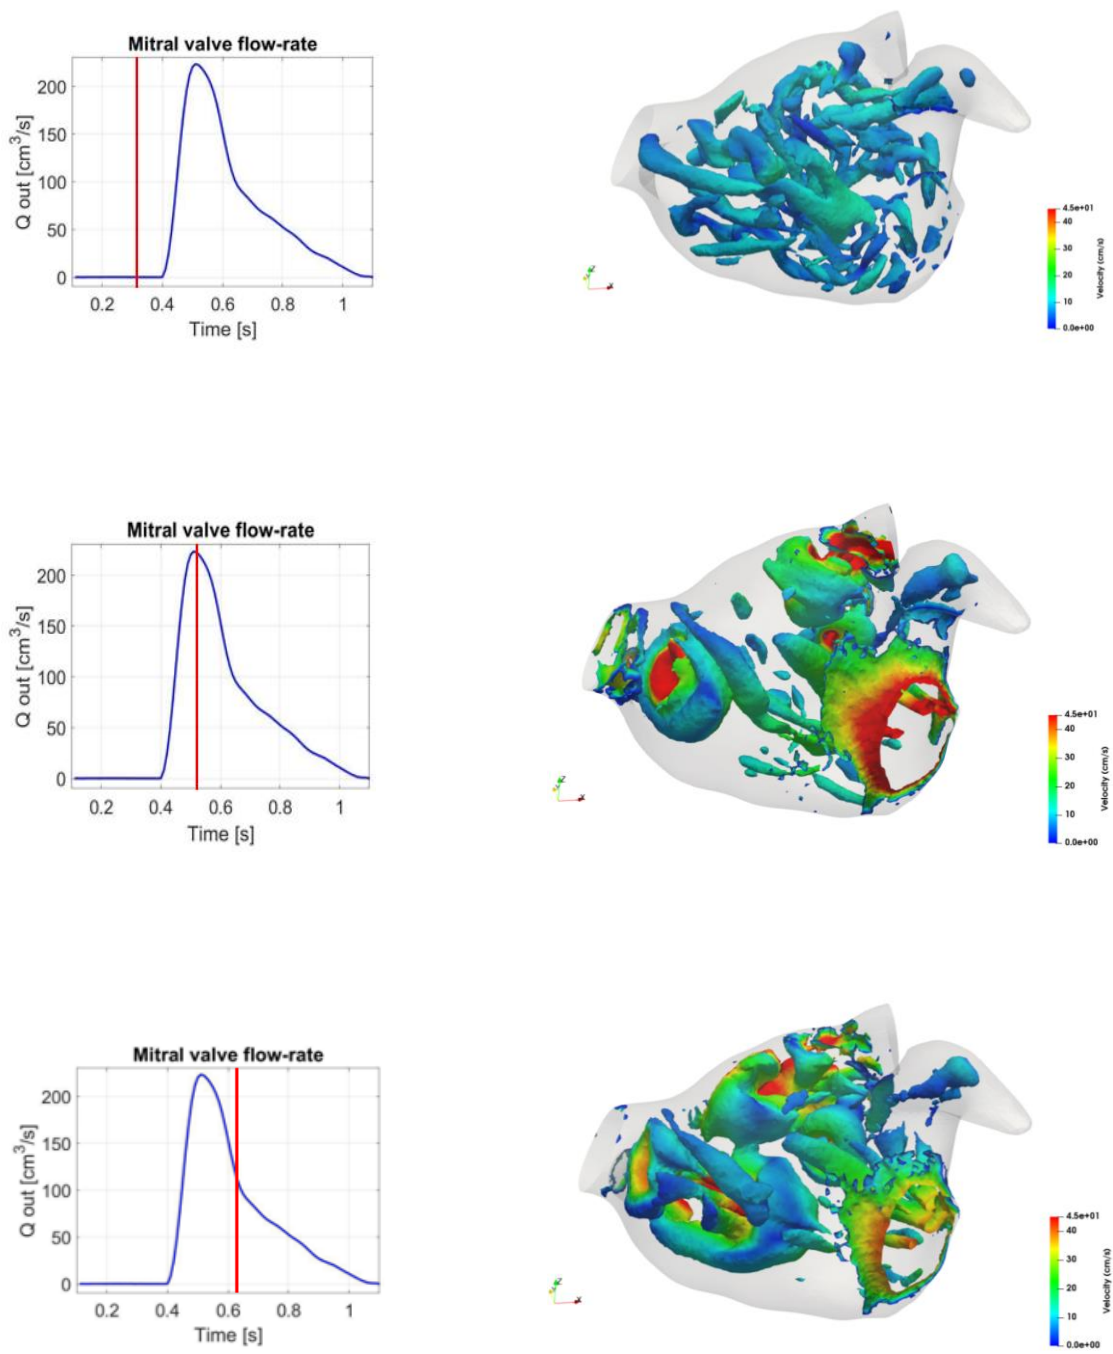 Mitral valve flow-rate
Q out [cm³/s]
200
150
100
50
0
0.2 0.4 0.6 0.8 1
Time [s]
4.5e+01
40
30
20
10
0.0e+00
Velocity (cm/s)
Z
X
Mitral valve flow-rate
Q out [cm³/s]
200
150
100
50
0
0.2 0.4 0.6 0.8 1
Time [s]
4.5e+01
40
30
20
10
0.0e+00
Velocity (cm/s)
Z
X
Mitral valve flow-rate
Q out [cm³/s]
200
150
100
50
0
0.2 0.4 0.6 0.8 1
Time [s]
4.5e+01
40
30
20
10
0.0e+00
Velocity (cm/s)
Z
X